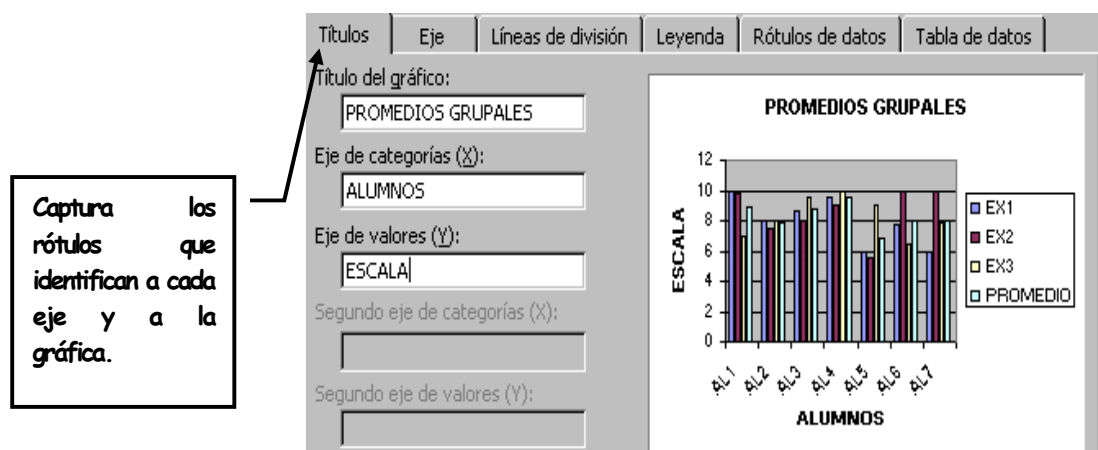 Títulos Eje Líneas de división Leyenda Rótulos de datos Tabla de datos
Título del gráfico:
PROMEDIOS GRUPALES
Eje de categorías (X):
ALUMNOS
Eje de valores (Y):
ESCALA
Segundo eje de categorías (X):
Segundo eje de valores (Y):
Captura los
rótulos que
identifican a cada
eje y a la
gráfica.
PROMEDIOS GRUPALES
ESCALA
12
10
8
6
4
2
0
AL1 AL2 AL3 AL4 AL5 AL6 AL7
ALUMNOS
EX1
EX2
EX3
PROMEDIO